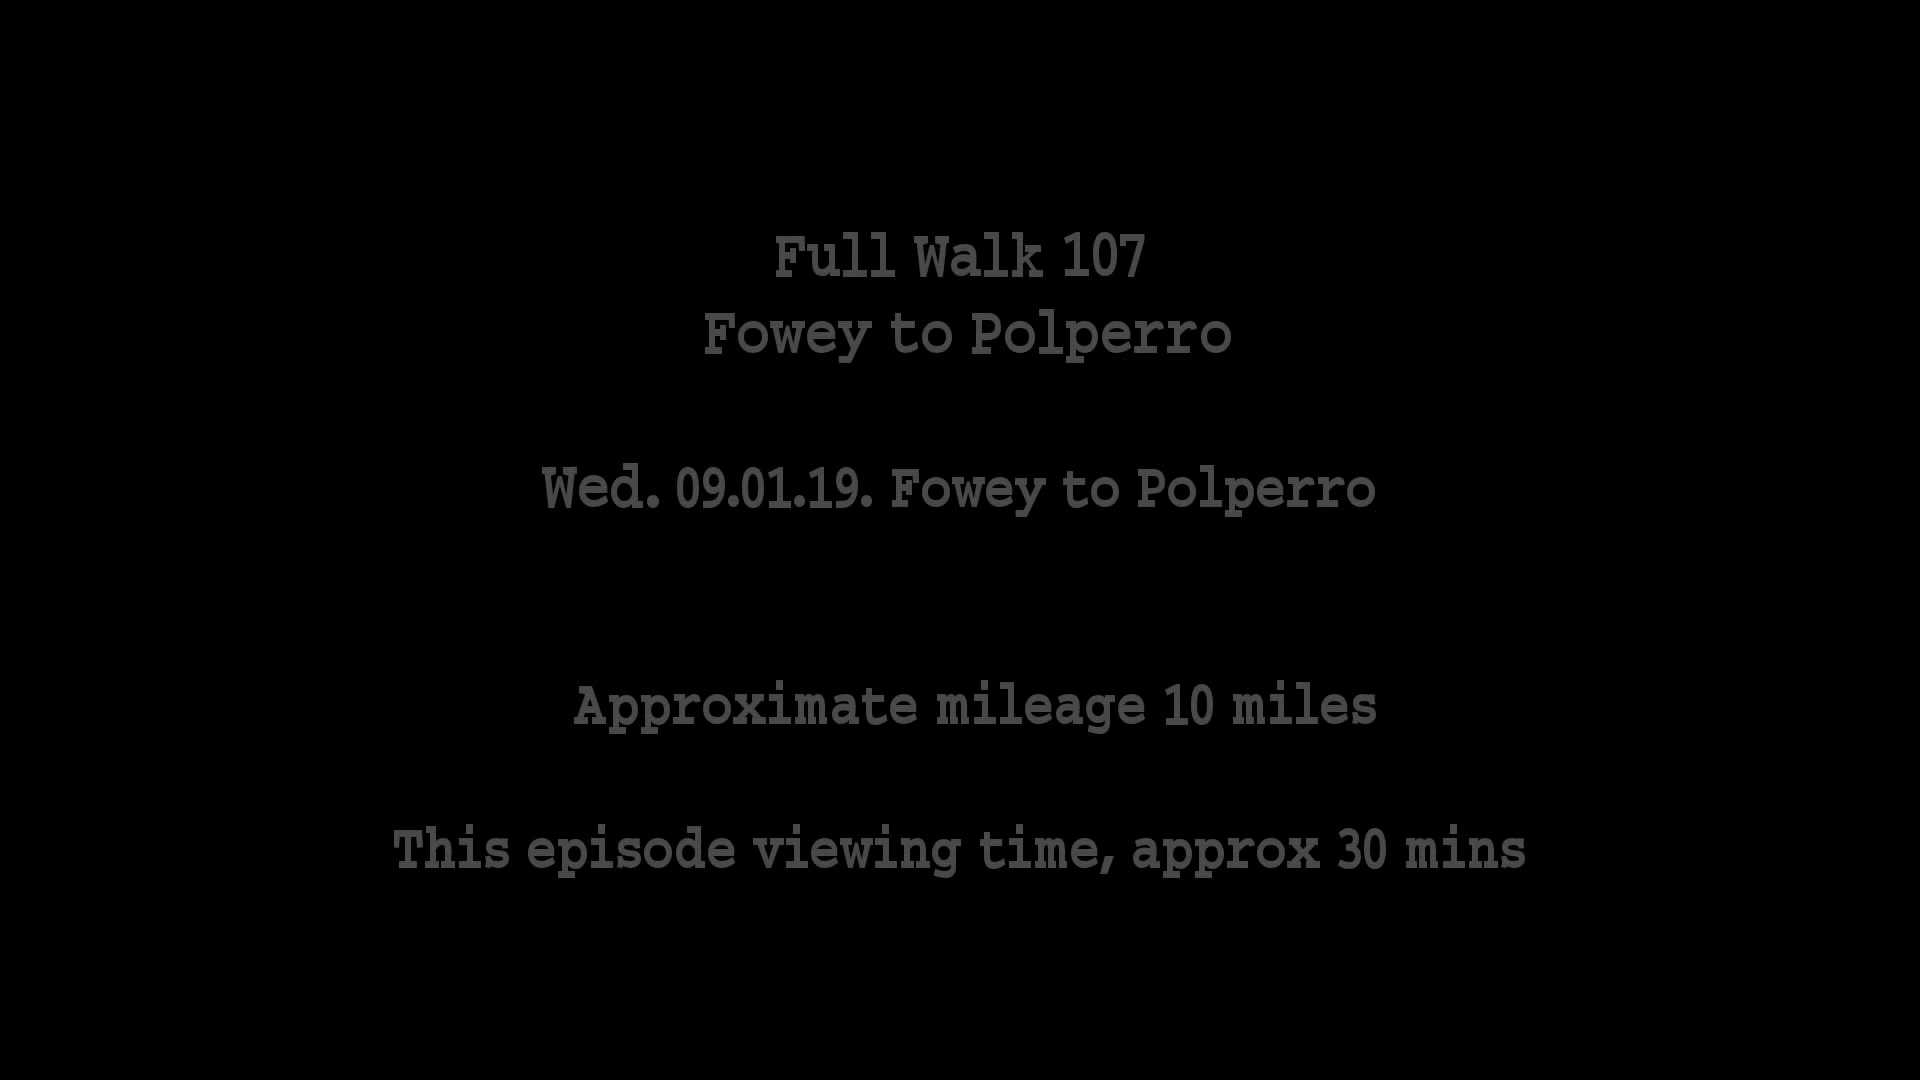 Full Walk 107
Fowey to Polperro
Wed. 09.01.19. Fowey to Polperro
Approximate mileage 10 miles
This episode viewing time, approx 30 mins